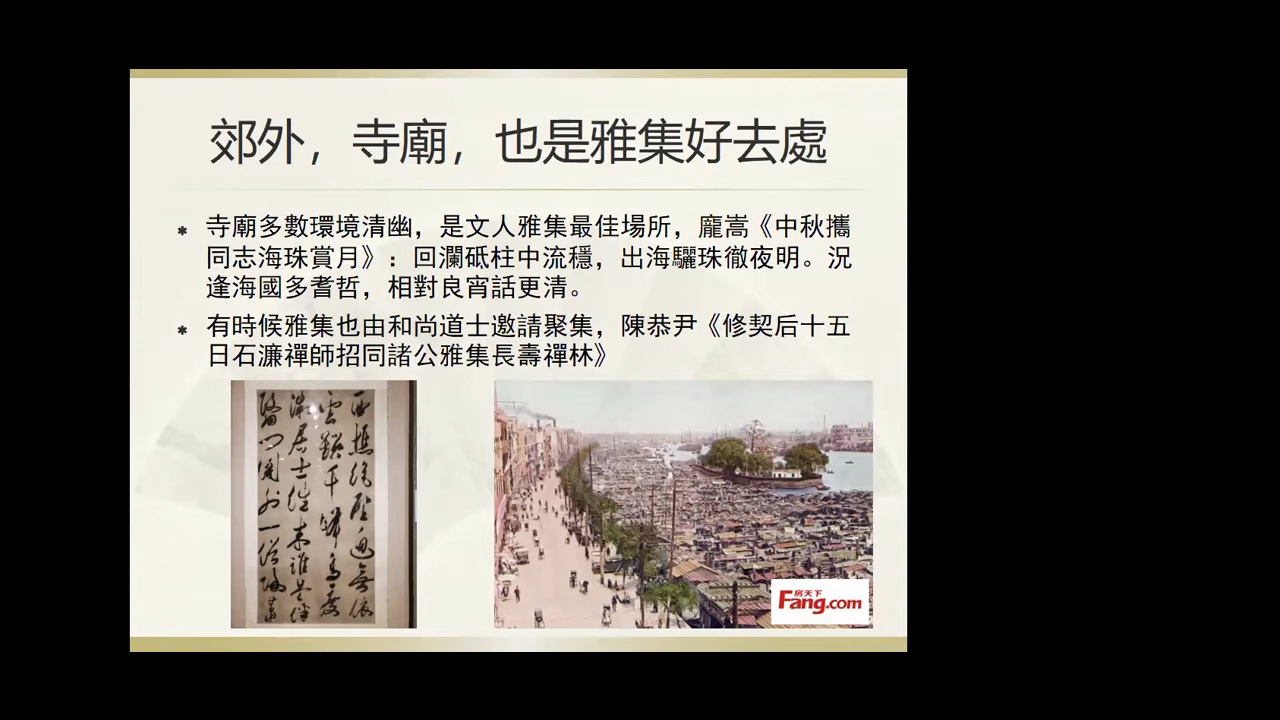 郊外，寺廟，也是雅集好去處
* 寺廟多數環境清幽，是文人雅集最佳場所，龐嵩《中秋攜
同志海珠賞月》：回瀾砥柱中流穩，出海驪珠徹夜明。況
逢海國多耆哲，相對良宵話更清。
* 有時候雅集也由和尚道士邀請聚集，陳恭尹《修契后十五
日石濂禪師招同諸公雅集長壽禪林》
房天下
Fang.com